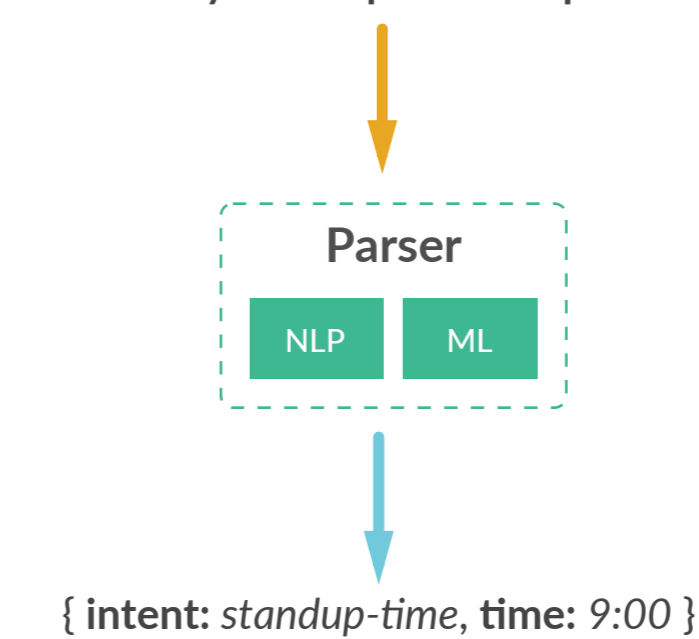 Parser
NLP
ML
{ intent: standup-time, time: 9:00 }